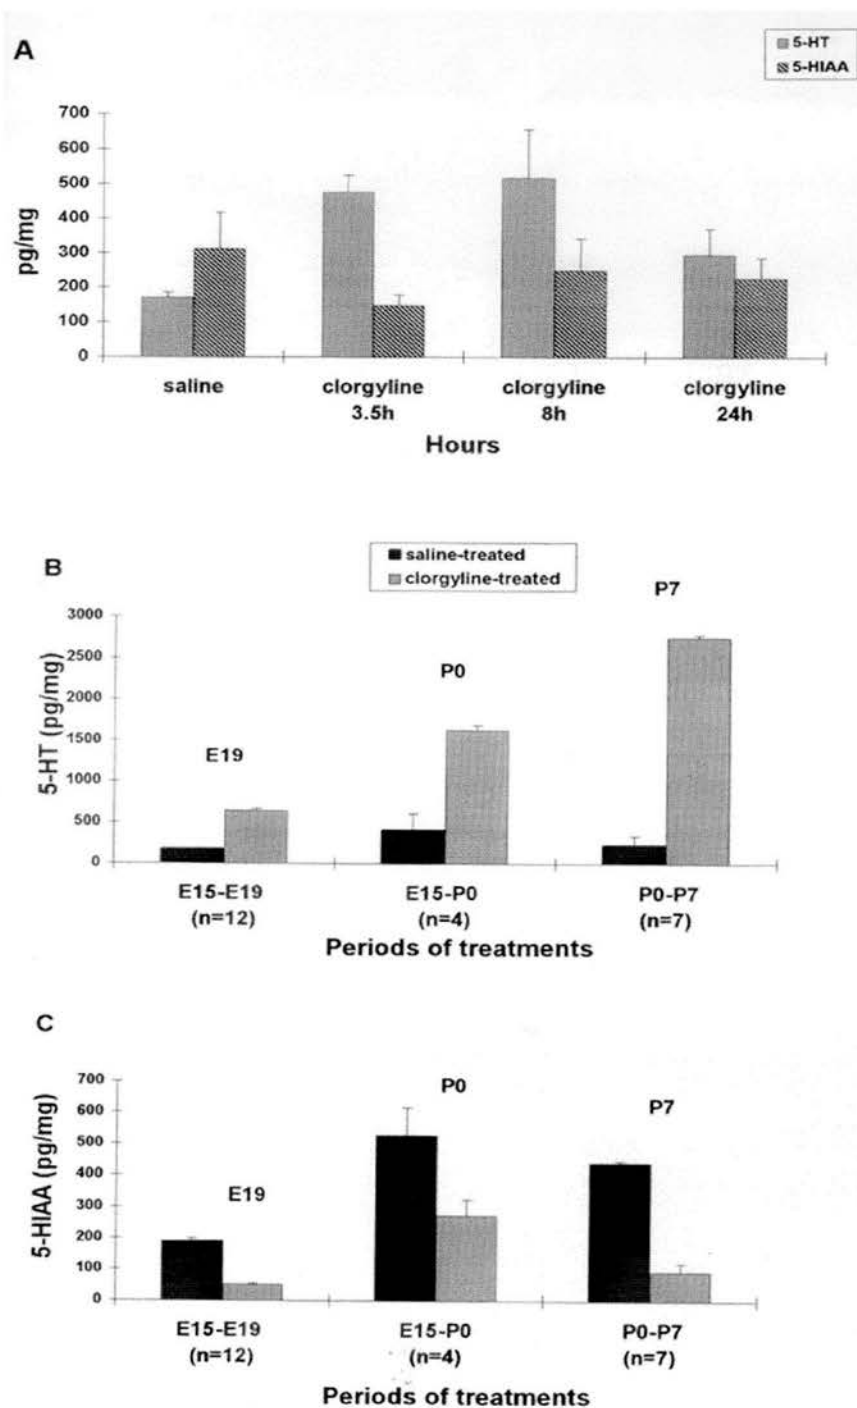 A
5-HT
5-HIAA
700
600
500
400
300
200
100
0
pg/mg
saline
clorgyline
3.5h
clorgyline
8h
clorgyline
24h
Hours
B
saline-treated
clorgyline-treated
3000
2500
2000
1500
1000
500
0
5-HT (pg/mg)
E19
P0
P7
E15-E19
(n=12)
E15-P0
(n=4)
P0-P7
(n=7)
Periods of treatments
C
700
600
500
400
300
200
100
0
5-HIAA (pg/mg)
E19
P0
P7
E15-E19
(n=12)
E15-P0
(n=4)
P0-P7
(n=7)
Periods of treatments